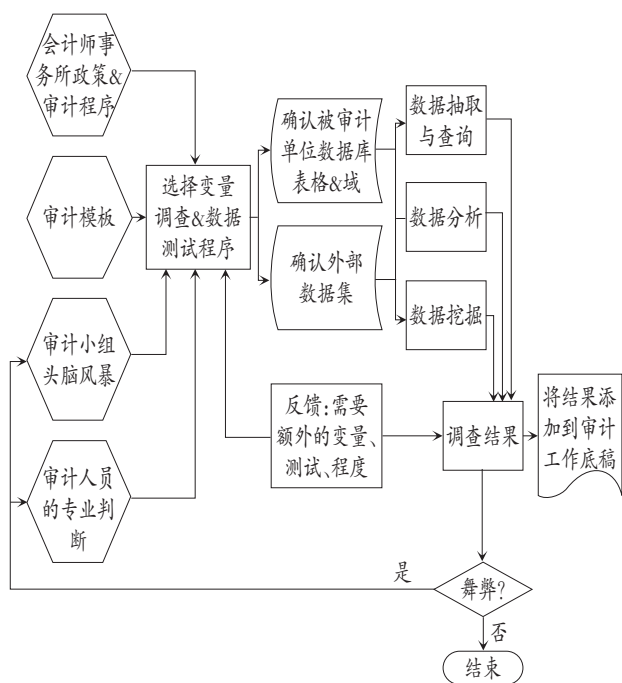 会计师事
务所政策&
审计程序
审计模板
审计小组
头脑风暴
审计人员
的专业判
断
选择变量
调查&数据
测试程序
确认被审计
单位数据库
表格&域
确认外部
数据集
数据抽取
与查询
数据分析
数据挖掘
反馈:需要
额外的变量、
测试、程度
调查结果
将结果添
加到审计
工作底稿
是
舞弊?
否
结束